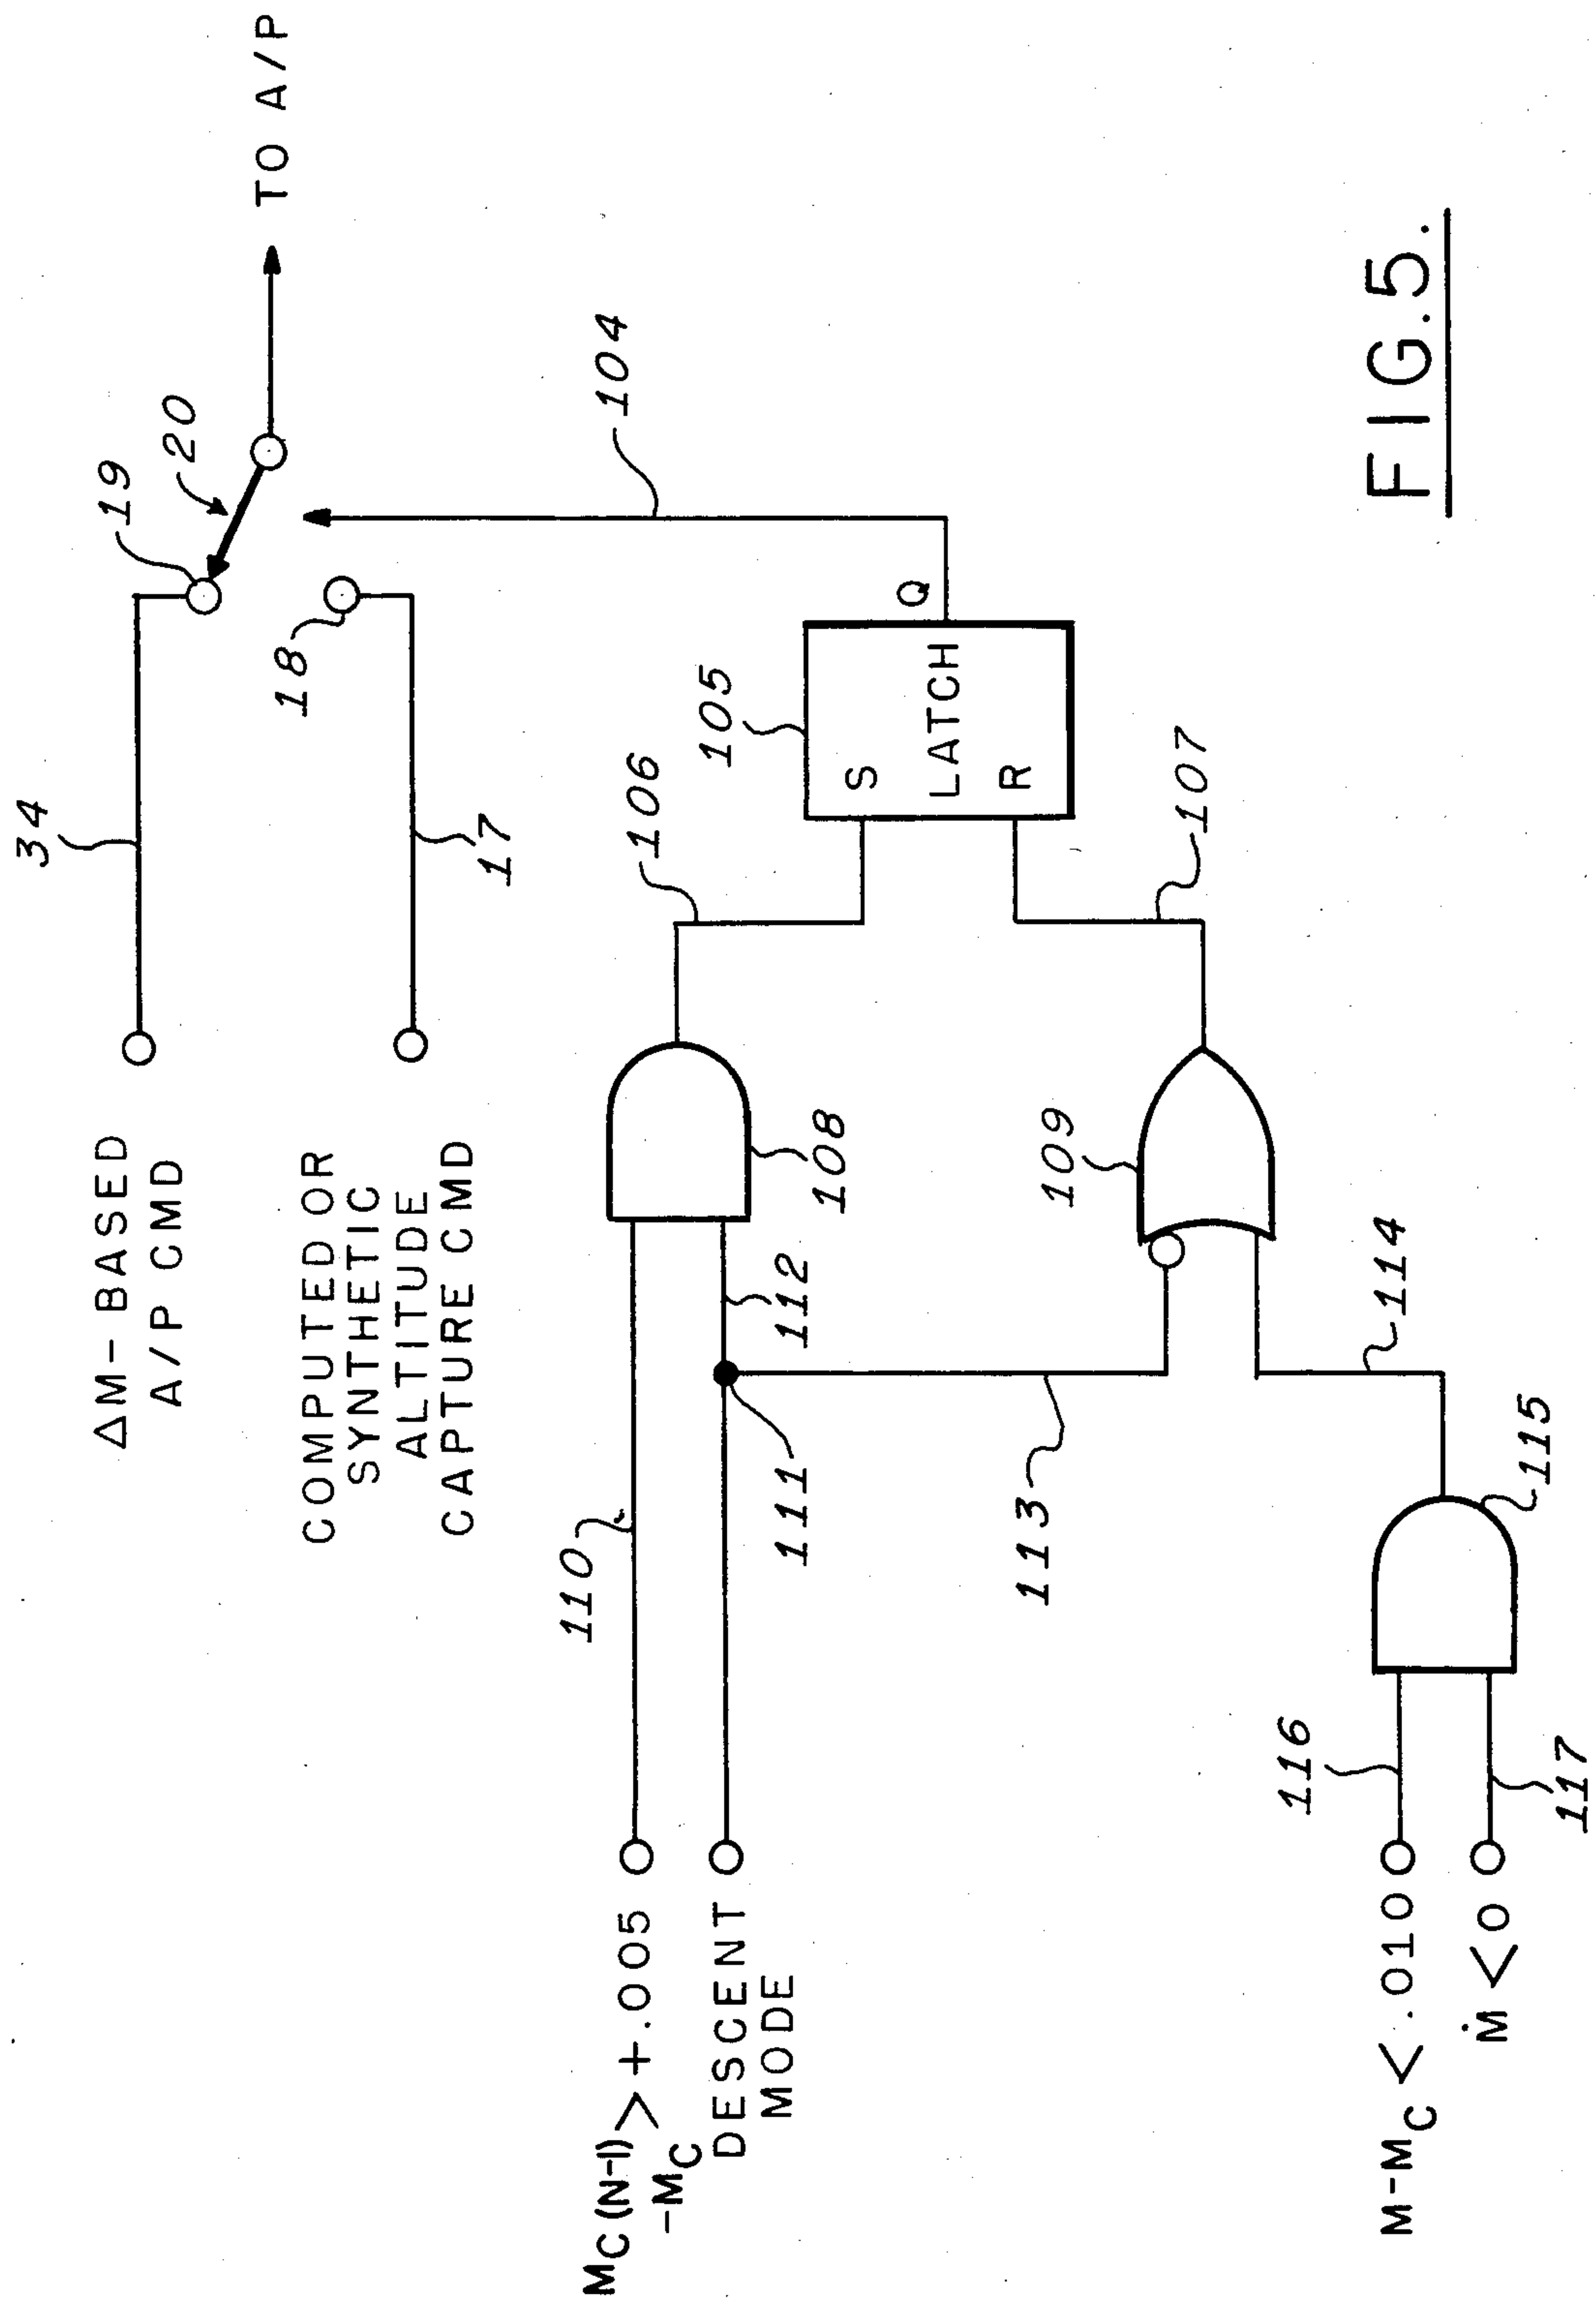 34
19
20
TO A/P
ΔM-BASED
A/P CMD
18
17
COMPUTED OR
SYNTHETIC
ALTITUDE
CAPTURE CMD
104
110
106
105
Q
MC(N-1) > +.005
-MC
S
LATCH
R
DESCENT
MODE
112
108
111
113
109
107
114
116
115
M-MC < .010
Ṁ < 0
117
FIG.5.